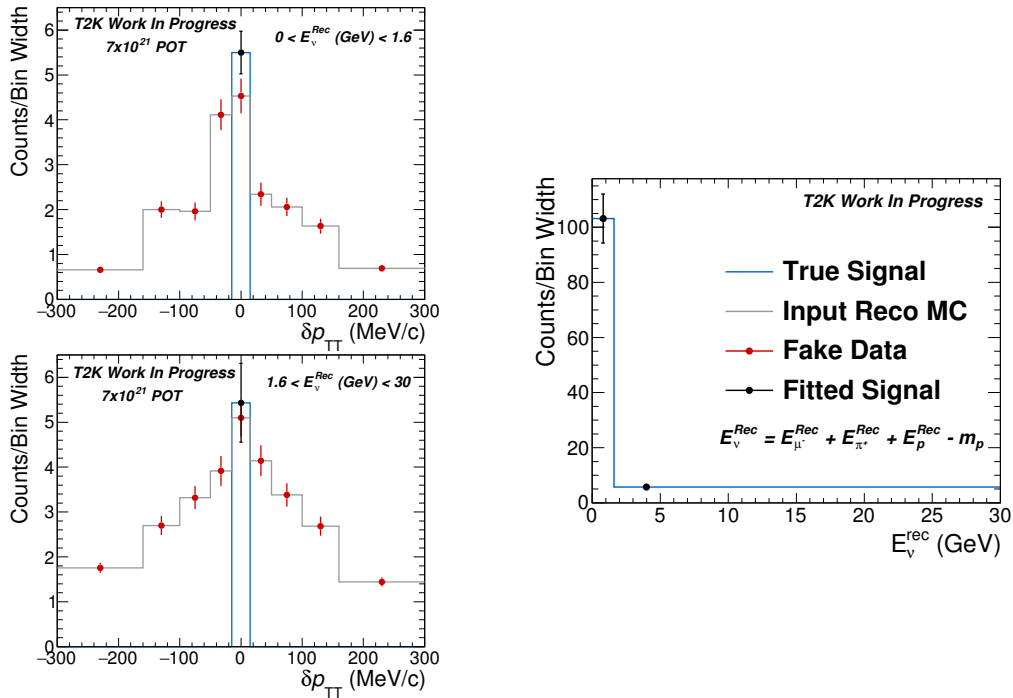 T2K Work In Progress
7x10²¹ POT
0 < E_ν^Rec (GeV) < 1.6
Counts/Bin Width
6
5
4
3
2
1
0
−300 −200 −100 0 100 200 300
δp_TT (MeV/c)
T2K Work In Progress
7x10²¹ POT
1.6 < E_ν^Rec (GeV) < 30
Counts/Bin Width
6
5
4
3
2
1
0
−300 −200 −100 0 100 200 300
δp_TT (MeV/c)
T2K Work In Progress
Counts/Bin Width
100
80
60
40
20
0
True Signal
Input Reco MC
Fake Data
Fitted Signal
E_ν^Rec = E_μ⁻^Rec + E_π⁺^Rec + E_p^Rec - m_p
0 5 10 15 20 25 30
E_ν^rec (GeV)